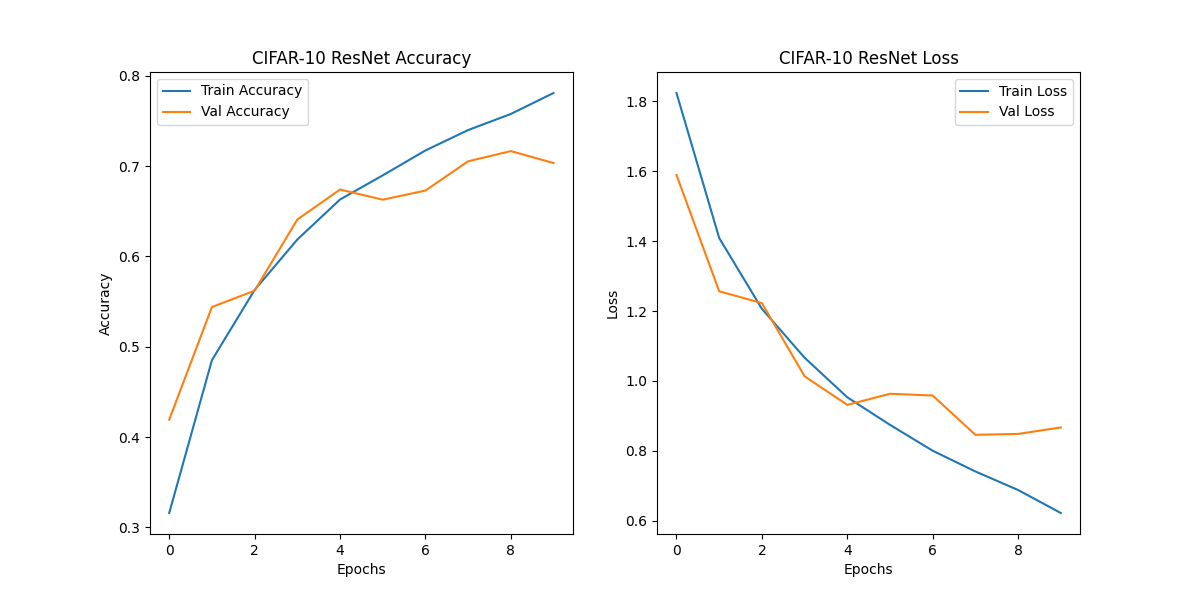 CIFAR-10 ResNet Accuracy
Train Accuracy
Val Accuracy
Accuracy
0.8
0.7
0.6
0.5
0.4
0.3
0 2 4 6 8
Epochs
CIFAR-10 ResNet Loss
Train Loss
Val Loss
Loss
1.8
1.6
1.4
1.2
1.0
0.8
0.6
0 2 4 6 8
Epochs